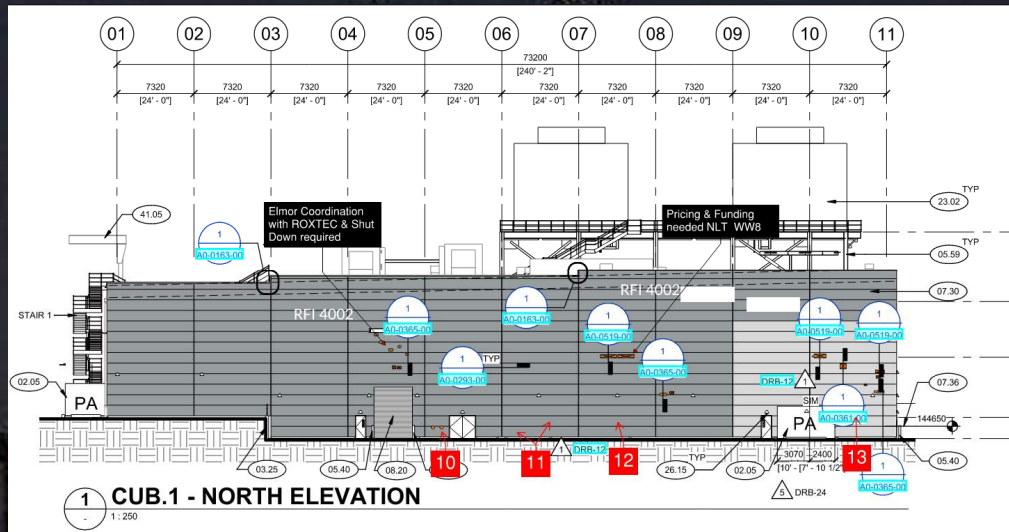 01 02 03 04 05 06 07 08 09 10 11
73200
[240' - 2"]
7320 7320 7320 7320 7320 7320 7320 7320 7320 7320
[24' - 0"] [24' - 0"] [24' - 0"] [24' - 0"] [24' - 0"] [24' - 0"] [24' - 0"] [24' - 0"] [24' - 0"] [24' - 0"]
TYP
23.02
41.05
Elmor Coordination
with ROXTEC & Shut
Down required
Pricing & Funding
needed NLT WW8
1
A0-0163-00
TYP
05.59
07.30
RFI 4002
RFI 4002
STAIR 1
1
A0-0365-00
1
A0-0163-00
1
A0-0519-00
1
A0-0519-00
1
A0-0519-00
1
A0-0293-00
TYP
1
A0-0365-00
02.05
PA
DRB-12
1
07.36
SIM
1
A0-0361-00
144650
PA
03.25
05.40
08.20
10
11
1
DRB-12
12
TYP
26.15
02.05
3070 2400
[10' - [7' - 10 1/2"
13
05.40
1
A0-0365-00
5
DRB-24
1
-
CUB.1 - NORTH ELEVATION
1 : 250